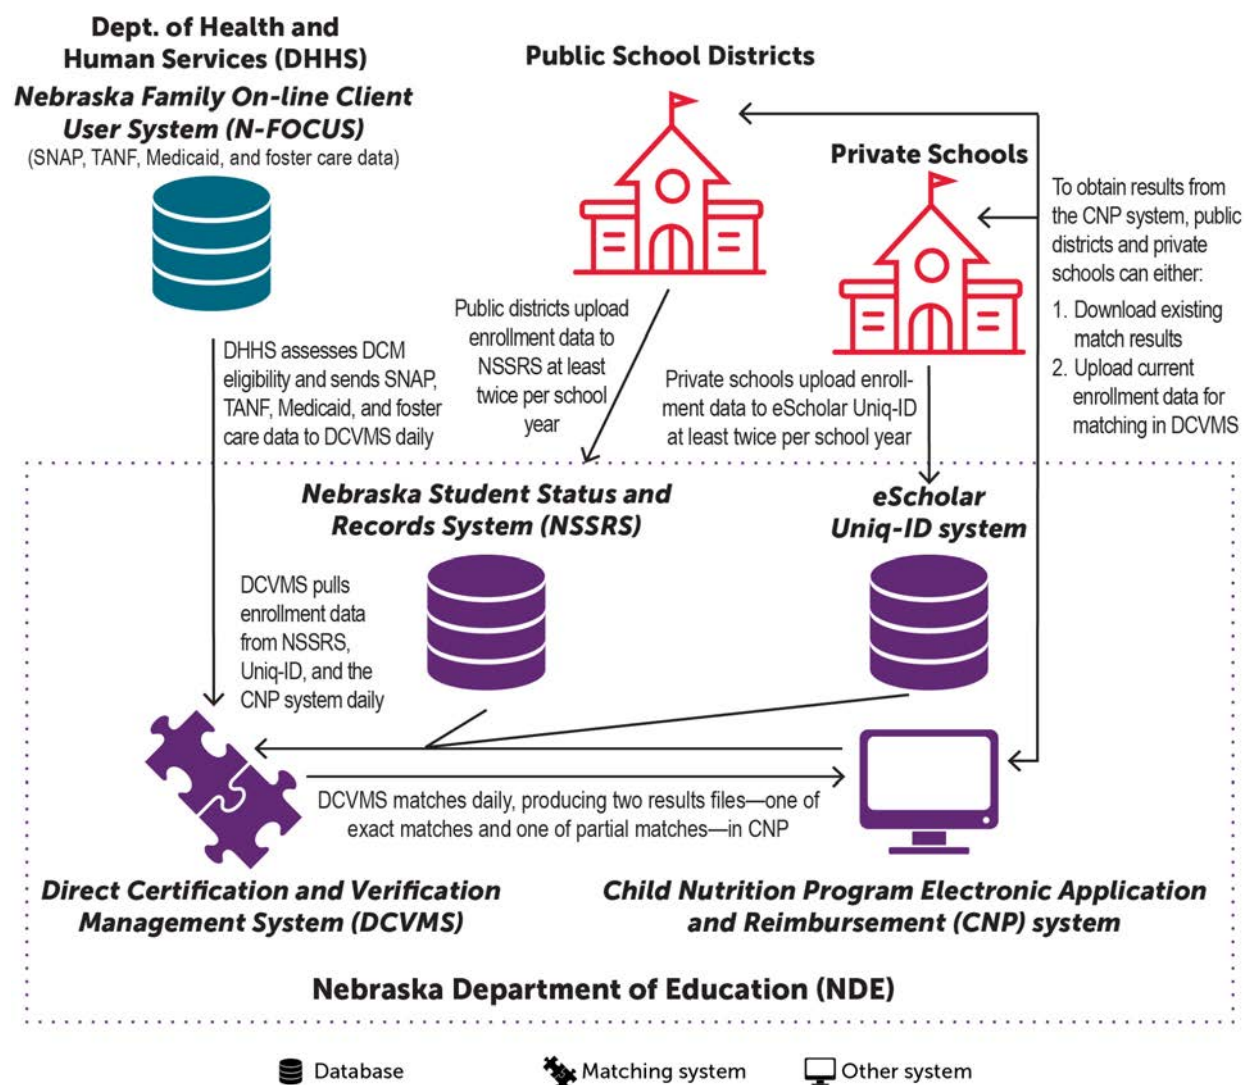 Dept. of Health and
Human Services (DHHS)
Nebraska Family On-line Client
User System (N-FOCUS)
(SNAP, TANF, Medicaid, and foster care data)
Public School Districts
Private Schools
To obtain results from
the CNP system, public
districts and private
schools can either:
1. Download existing
match results
2. Upload current
enrollment data for
matching in DCVMS
DHHS assesses DCM
eligibility and sends SNAP,
TANF, Medicaid, and foster
care data to DCVMS daily
Public districts upload
enrollment data to
NSSRS at least
twice per school
year
Private schools upload enroll-
ment data to eScholar Uniq-ID
at least twice per school year
Nebraska Student Status and
Records System (NSSRS)
eScholar
Uniq-ID system
DCVMS pulls
enrollment data
from NSSRS,
Uniq-ID, and the
CNP system daily
DCVMS matches daily, producing two results files—one of
exact matches and one of partial matches—in CNP
Direct Certification and Verification
Management System (DCVMS)
Child Nutrition Program Electronic Application
and Reimbursement (CNP) system
Nebraska Department of Education (NDE)
Database
Matching system
Other system